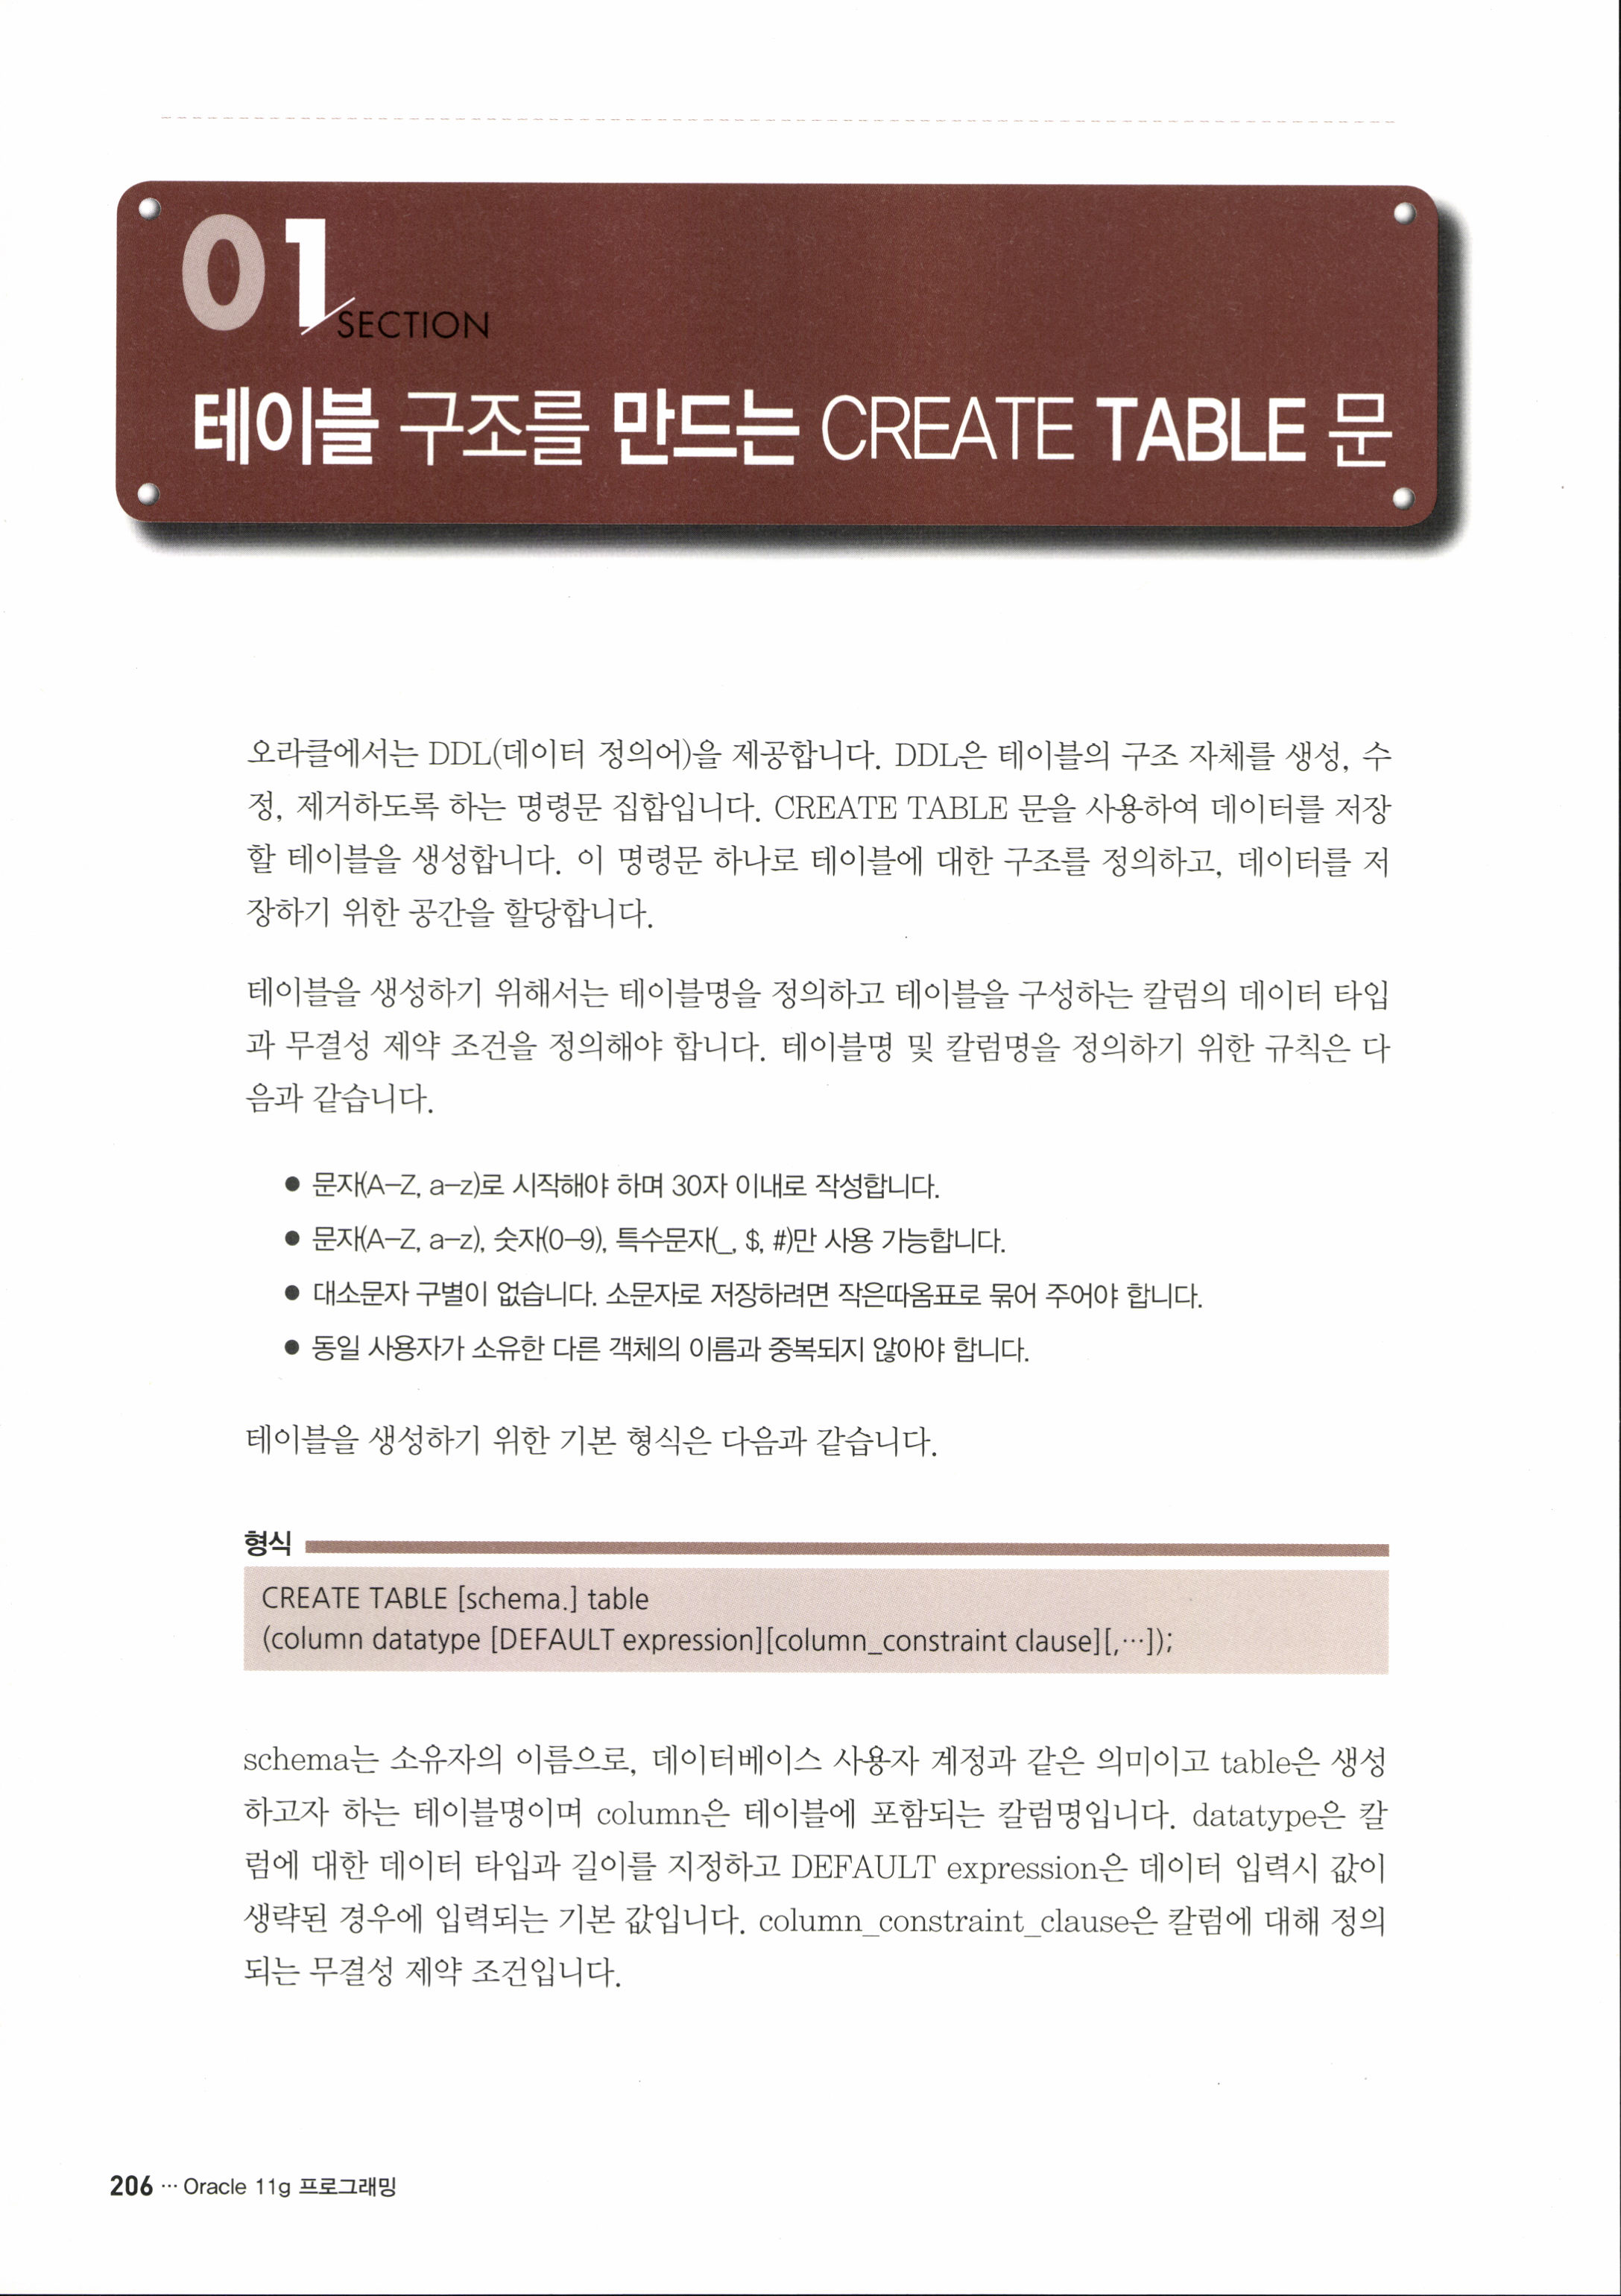 01 SECTION
테이블 구조를 만드는 CREATE TABLE 문
오라클에서는 DDL(데이터 정의어)을 제공합니다. DDL은 테이블의 구조 자체를 생성, 수
정, 제거하도록 하는 명령문 집합입니다. CREATE TABLE 문을 사용하여 데이터를 저장
할 테이블을 생성합니다. 이 명령문 하나로 테이블에 대한 구조를 정의하고, 데이터를 저
장하기 위한 공간을 할당합니다.
테이블을 생성하기 위해서는 테이블명을 정의하고 테이블을 구성하는 칼럼의 데이터 타입
과 무결성 제약 조건을 정의해야 합니다. 테이블명 및 칼럼명을 정의하기 위한 규칙은 다
음과 같습니다.
● 문자(A-Z, a-z)로 시작해야 하며 30자 이내로 작성합니다.
● 문자(A-Z, a-z), 숫자(0-9), 특수문자(_, $, #)만 사용 가능합니다.
● 대소문자 구별이 없습니다. 소문자로 저장하려면 작은따옴표로 묶어 주어야 합니다.
● 동일 사용자가 소유한 다른 객체의 이름과 중복되지 않아야 합니다.
테이블을 생성하기 위한 기본 형식은 다음과 같습니다.
형식
CREATE TABLE [schema.] table
(column datatype [DEFAULT expression][column_constraint clause][,…]);
schema는 소유자의 이름으로, 데이터베이스 사용자 계정과 같은 의미이고 table은 생성
하고자 하는 테이블명이며 column은 테이블에 포함되는 칼럼명입니다. datatype은 칼
럼에 대한 데이터 타입과 길이를 지정하고 DEFAULT expression은 데이터 입력시 값이
생략된 경우에 입력되는 기본 값입니다. column_constraint_clause은 칼럼에 대해 정의
되는 무결성 제약 조건입니다.
206 … Oracle 11g 프로그래밍